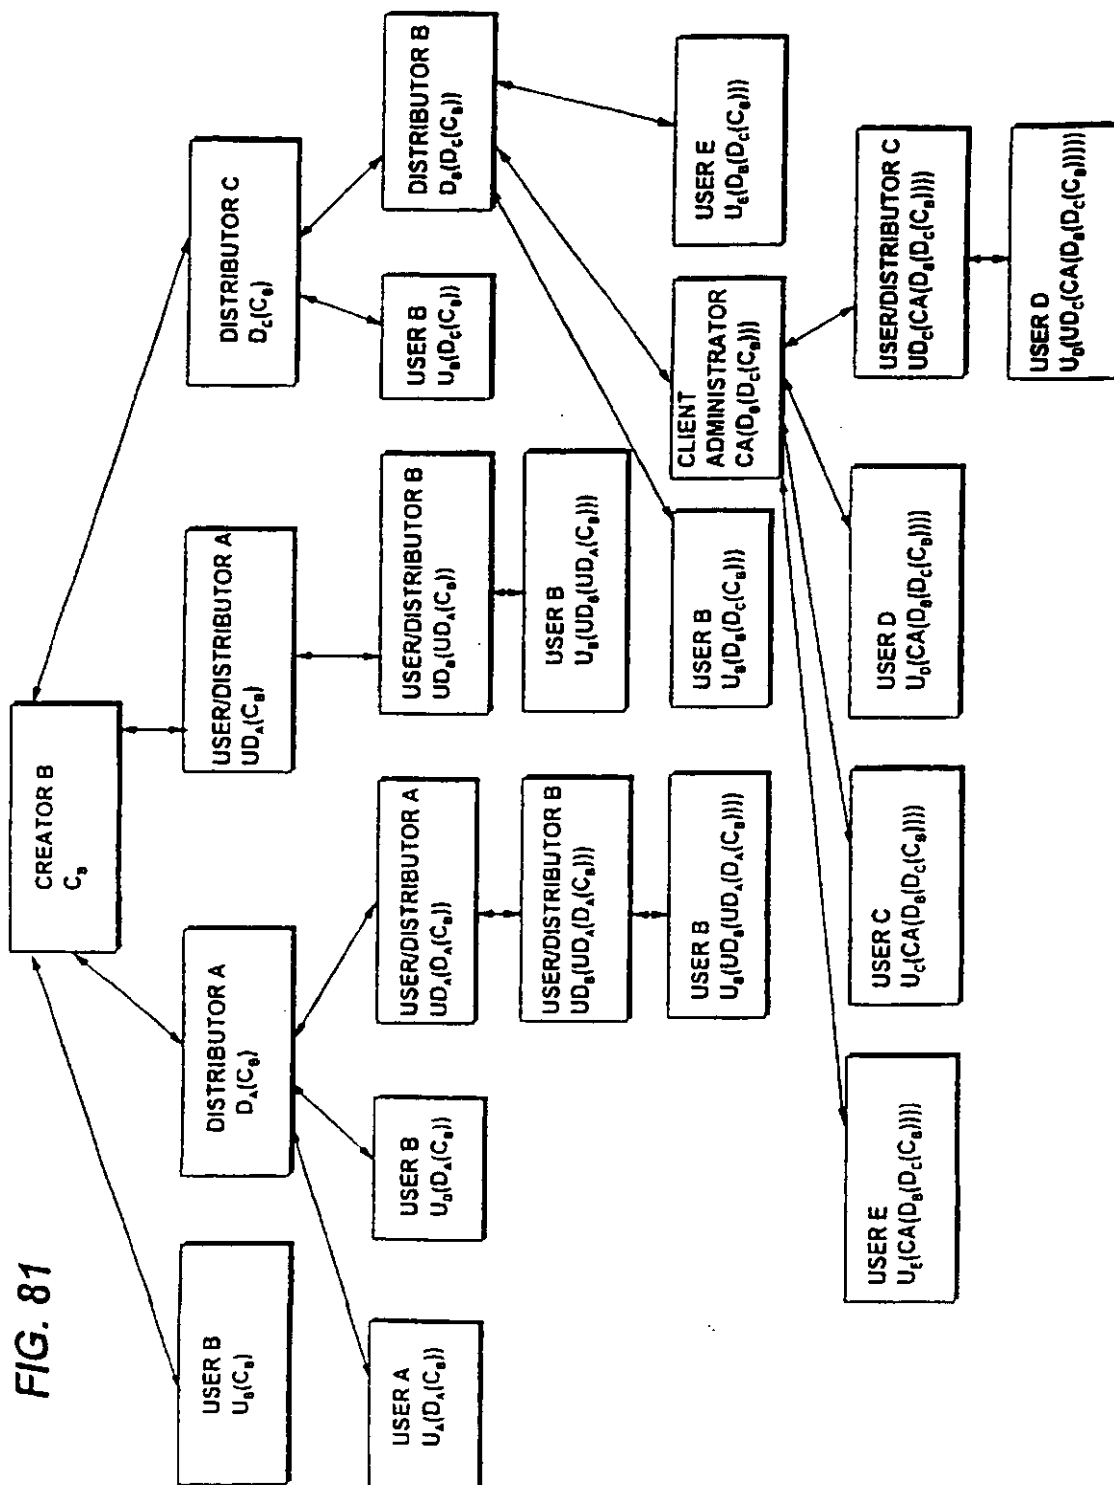 FIG. 81
CREATOR B
C_B
USER B
U_B(C_B)
DISTRIBUTOR A
D_A(C_B)
USER/DISTRIBUTOR A
UD_A(C_B)
DISTRIBUTOR C
D_C(C_B)
USER A
U_A(D_A(C_B))
USER B
U_B(D_A(C_B))
USER/DISTRIBUTOR A
UD_A(D_A(C_B))
USER/DISTRIBUTOR B
UD_B(UD_A(C_B))
USER B
U_B(D_C(C_B))
DISTRIBUTOR B
D_B(D_C(C_B))
USER/DISTRIBUTOR B
UD_B(UD_A(D_A(C_B)))
USER B
U_B(UD_B(UD_A(C_B)))
USER B
U_B(UD_B(UD_A(D_A(C_B))))
USER B
U_B(D_B(D_C(C_B)))
CLIENT
ADMINISTRATOR
CA(D_B(D_C(C_B)))
USER E
U_E(D_B(D_C(C_B)))
USER E
U_E(CA(D_B(D_C(C_B))))
USER C
U_C(CA(D_B(D_C(C_B))))
USER D
U_D(CA(D_B(D_C(C_B))))
USER/DISTRIBUTOR C
UD_C(CA(D_B(D_C(C_B))))
USER D
U_D(UD_C(CA(D_B(D_C(C_B)))))